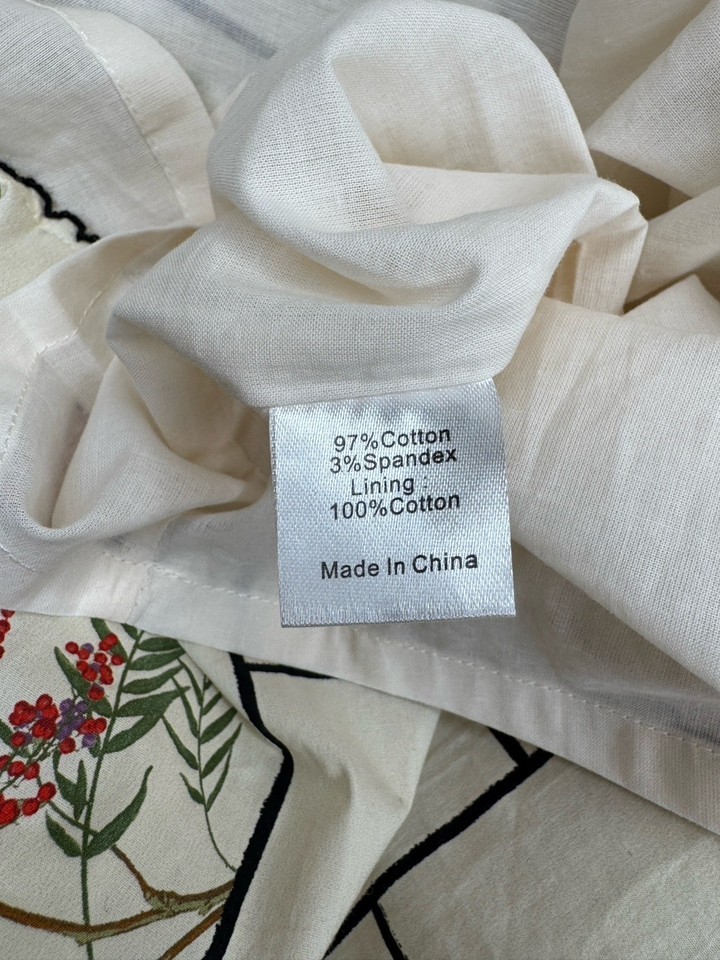 97%Cotton
3%Spandex
Lining :
100%Cotton
Made In China